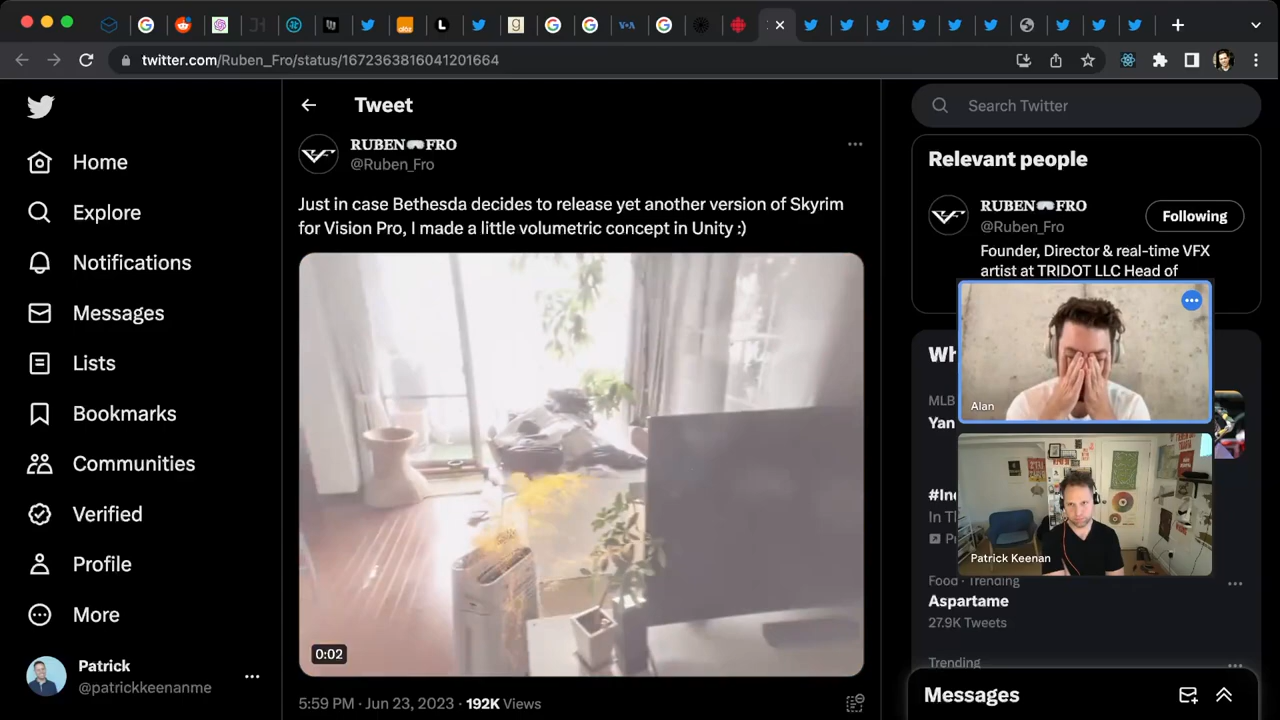 twitter.com/Ruben_Fro/status/1672363816041201664
Home
Explore
Notifications
Messages
Lists
Bookmarks
Communities
Verified
Profile
More
Patrick
@patrickkeenanme
Tweet
RUBEN FRO
@Ruben_Fro
Just in case Bethesda decides to release yet another version of Skyrim
for Vision Pro, I made a little volumetric concept in Unity :)
0:02
5:59 PM · Jun 23, 2023 · 192K Views
Search Twitter
Relevant people
RUBEN FRO
@Ruben_Fro
Following
Founder, Director & real-time VFX
artist at TRIDOT LLC Head of
Alan
Patrick Keenan
Wh
MLB
Yan
#Inc
In T
Food · Trending
Aspartame
27.9K Tweets
Trending
Messages